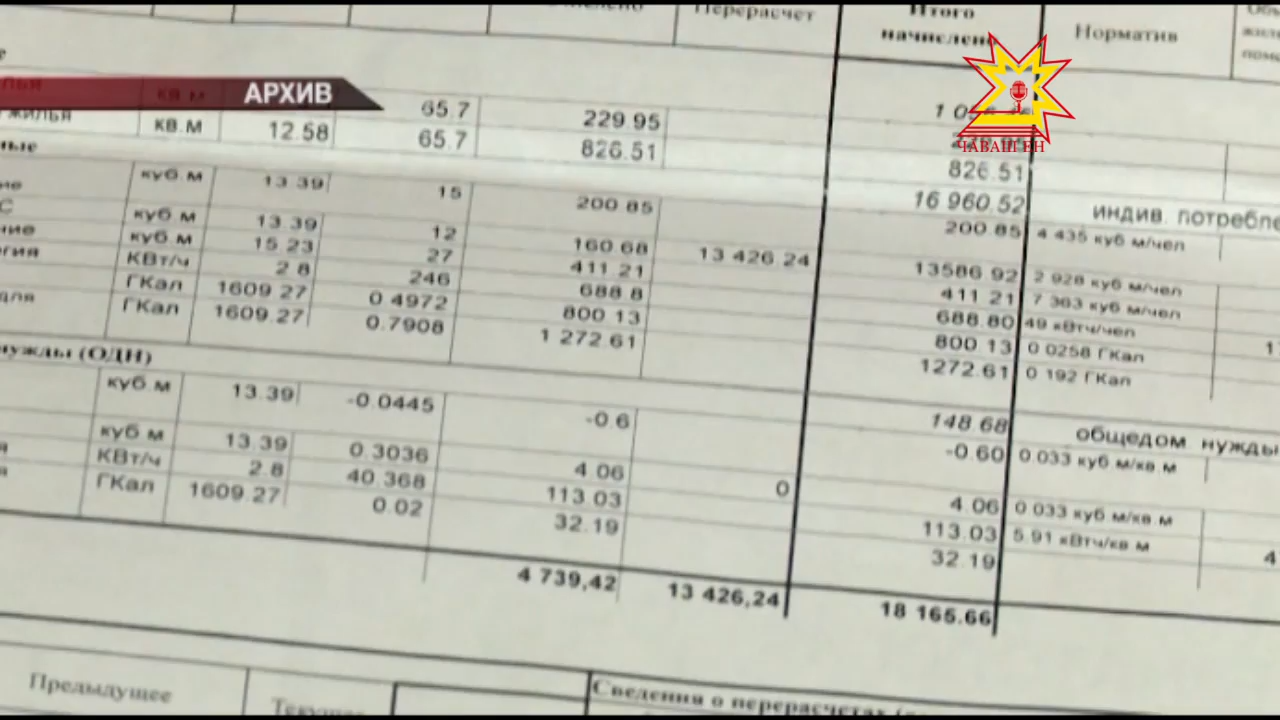 Перерасчет Итого начислено Норматив
АРХИВ
ЧАВАШ ЕН
65.7 229 95
жилья кв.м 12.58 65.7 826.51 826.51
16 960.52 индив. потребле
куб.м 13 39 15 200 85 200 85 4 435 куб м/чел
куб м 13.39 12 160 68 13 426.24 13586 92 2 928 куб м/чел
куб м 15 23 27 411 21 411 21 7 363 куб м/чел
КВт/ч 2 8 246 688 8 688.80 49 кВтч/чел
ГКал 1609 27 0 4972 800 13 800 13 0 0258 ГКал
ГКал 1609.27 0.7908 1 272.61 1272.61 0 192 ГКал
нужды (ОДН) 148 68 общедом нужды
куб м 13.39 -0.0445 -0.6 -0.60 0.033 куб м/кв м
куб м 13.39 0.3036 4.06 0 4.06 0 033 куб м/кв м
КВт/ч 2.8 40.368 113.03 113.03 5.91 кВтч/кв м
ГКал 1609.27 0.02 32.19 32.19
4 739,42 13 426,24 18 165.66
Предыдущее Сведения о перерасчетах